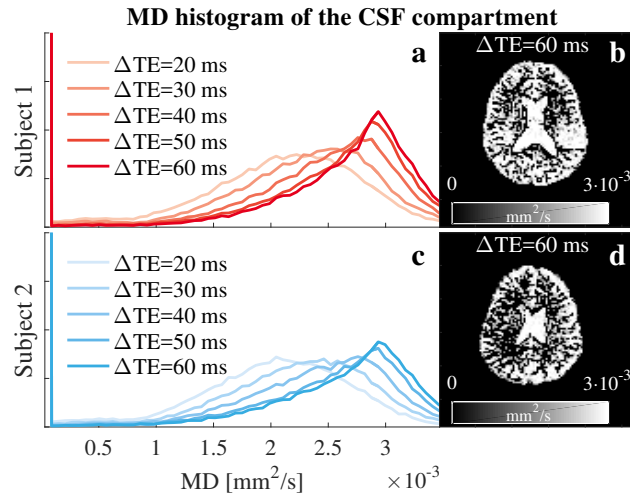 MD histogram of the CSF compartment
Subject 1
a
ΔTE=20 ms
ΔTE=30 ms
ΔTE=40 ms
ΔTE=50 ms
ΔTE=60 ms
ΔTE=60 ms
b
0
3·10⁻³
mm²/s
Subject 2
c
ΔTE=20 ms
ΔTE=30 ms
ΔTE=40 ms
ΔTE=50 ms
ΔTE=60 ms
ΔTE=60 ms
d
0
3·10⁻³
mm²/s
0.5 1 1.5 2 2.5 3
MD [mm²/s] ×10⁻³